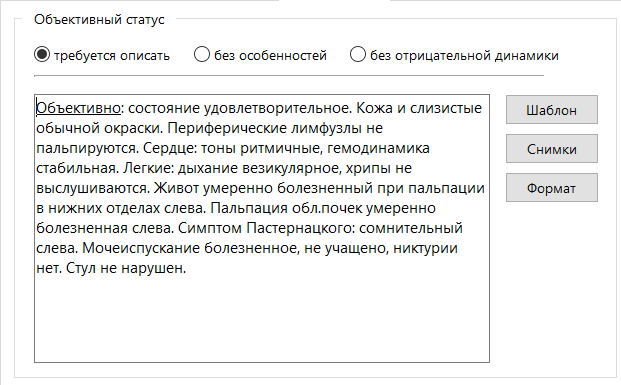 Объективный статус
требуется описать
без особенностей
без отрицательной динамики
Объективно: состояние удовлетворительное. Кожа и слизистые
обычной окраски. Периферические лимфузлы не
пальпируются. Сердце: тоны ритмичные, гемодинамика
стабильная. Легкие: дыхание везикулярное, хрипы не
выслушиваются. Живот умеренно болезненный при пальпации
в нижних отделах слева. Пальпация обл.почек умеренно
болезненная слева. Симптом Пастернацкого: сомнительный
слева. Мочеиспускание болезненное, не учащено, никтурии
нет. Стул не нарушен.
Шаблон
Снимки
Формат